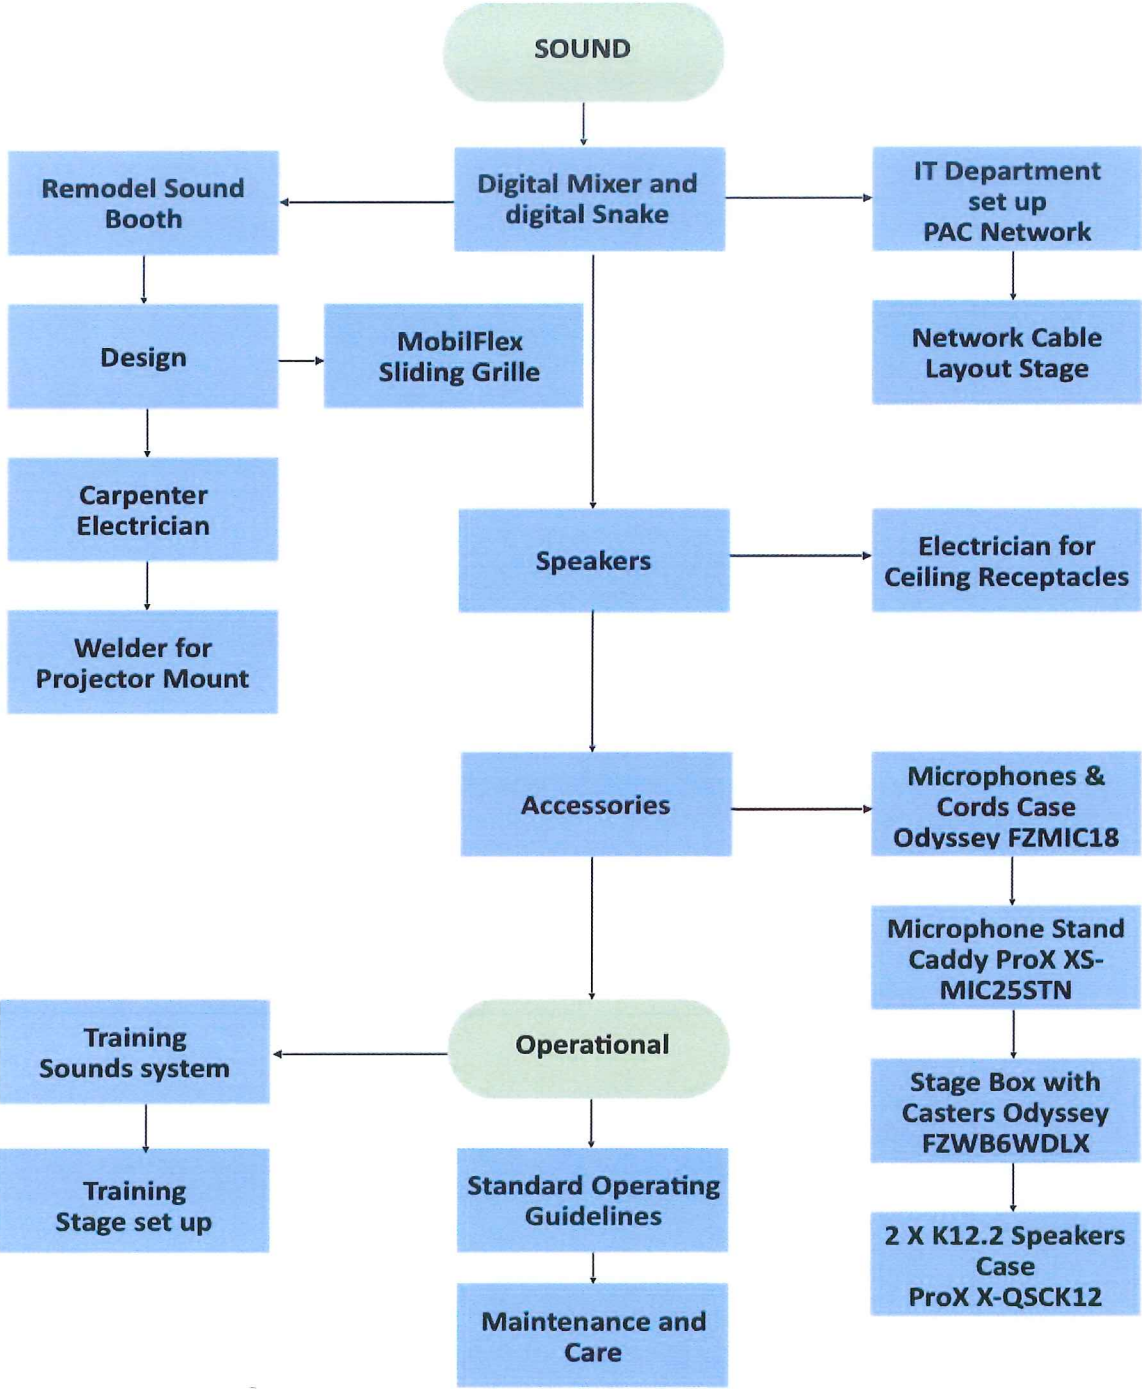 SOUND
Remodel Sound
Booth
Digital Mixer and
digital Snake
IT Department
set up
PAC Network
Design
MobilFlex
Sliding Grille
Network Cable
Layout Stage
Carpenter
Electrician
Speakers
Electrician for
Ceiling Receptacles
Welder for
Projector Mount
Accessories
Microphones &
Cords Case
Odyssey FZMIC18
Microphone Stand
Caddy ProX XS-
MIC25STN
Training
Sounds system
Operational
Stage Box with
Casters Odyssey
FZWB6WDLX
Training
Stage set up
Standard Operating
Guidelines
2 X K12.2 Speakers
Case
ProX X-QSCK12
Maintenance and
Care